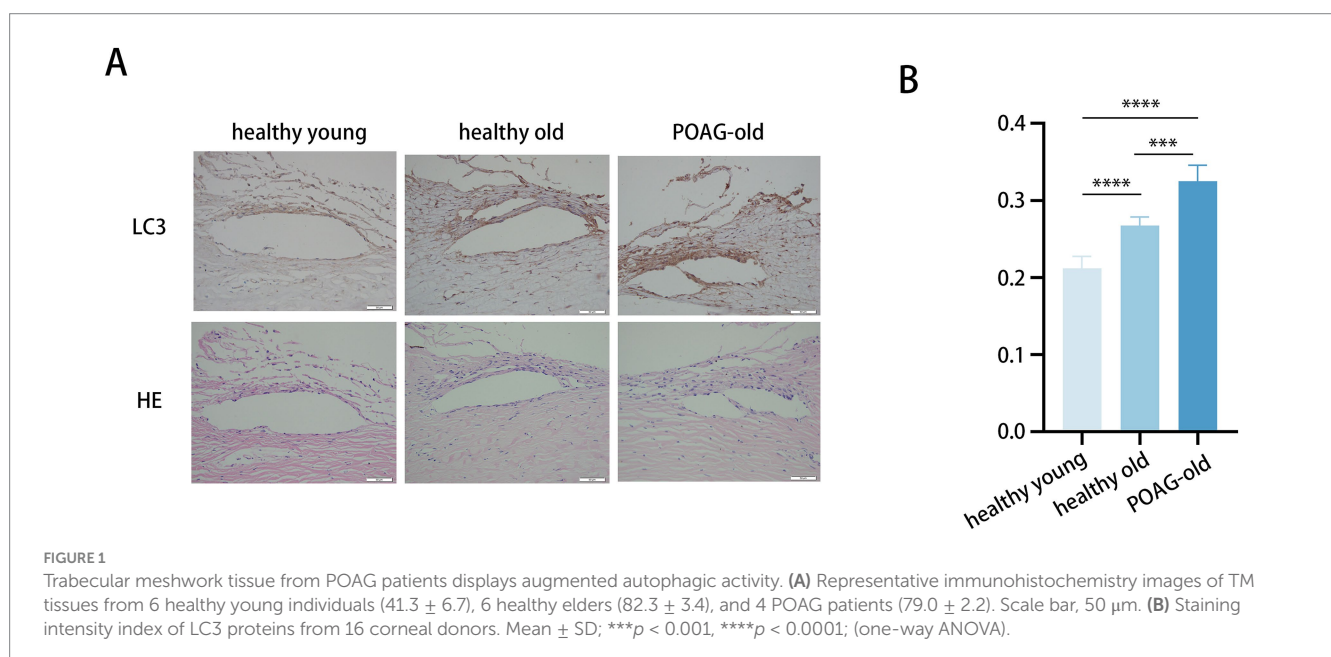 A
healthy young
healthy old
POAG-old
LC3
HE
B
****
***
****
0.4
0.3
0.2
0.1
0.0
healthy young
healthy old
POAG-old
FIGURE 1
Trabecular meshwork tissue from POAG patients displays augmented autophagic activity. (A) Representative immunohistochemistry images of TM
tissues from 6 healthy young individuals (41.3 ± 6.7), 6 healthy elders (82.3 ± 3.4), and 4 POAG patients (79.0 ± 2.2). Scale bar, 50 μm. (B) Staining
intensity index of LC3 proteins from 16 corneal donors. Mean ± SD; ***p < 0.001, ****p < 0.0001; (one-way ANOVA).